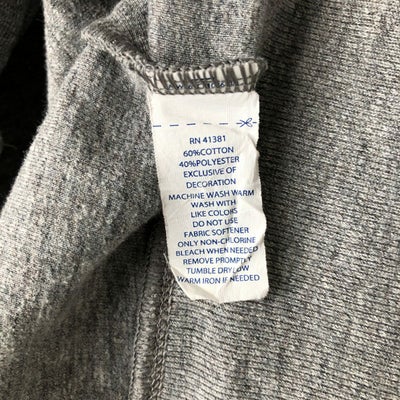 RN 41381
60%COTTON
40%POLYESTER
EXCLUSIVE OF
DECORATION
MACHINE WASH WARM
WASH WITH
LIKE COLORS
DO NOT USE
FABRIC SOFTENER
ONLY NON-CHLORINE
BLEACH WHEN NEEDED
REMOVE PROMPTLY
TUMBLE DRY LOW
WARM IRON IF NEEDED